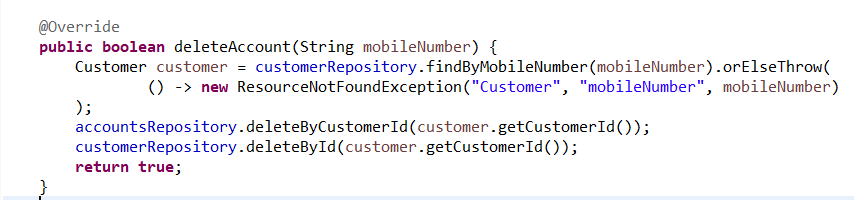 @Override
public boolean deleteAccount(String mobileNumber) {
    Customer customer = customerRepository.findByMobileNumber(mobileNumber).orElseThrow(
            () -> new ResourceNotFoundException("Customer", "mobileNumber", mobileNumber)
    );
    accountsRepository.deleteByCustomerId(customer.getCustomerId());
    customerRepository.deleteById(customer.getCustomerId());
    return true;
}